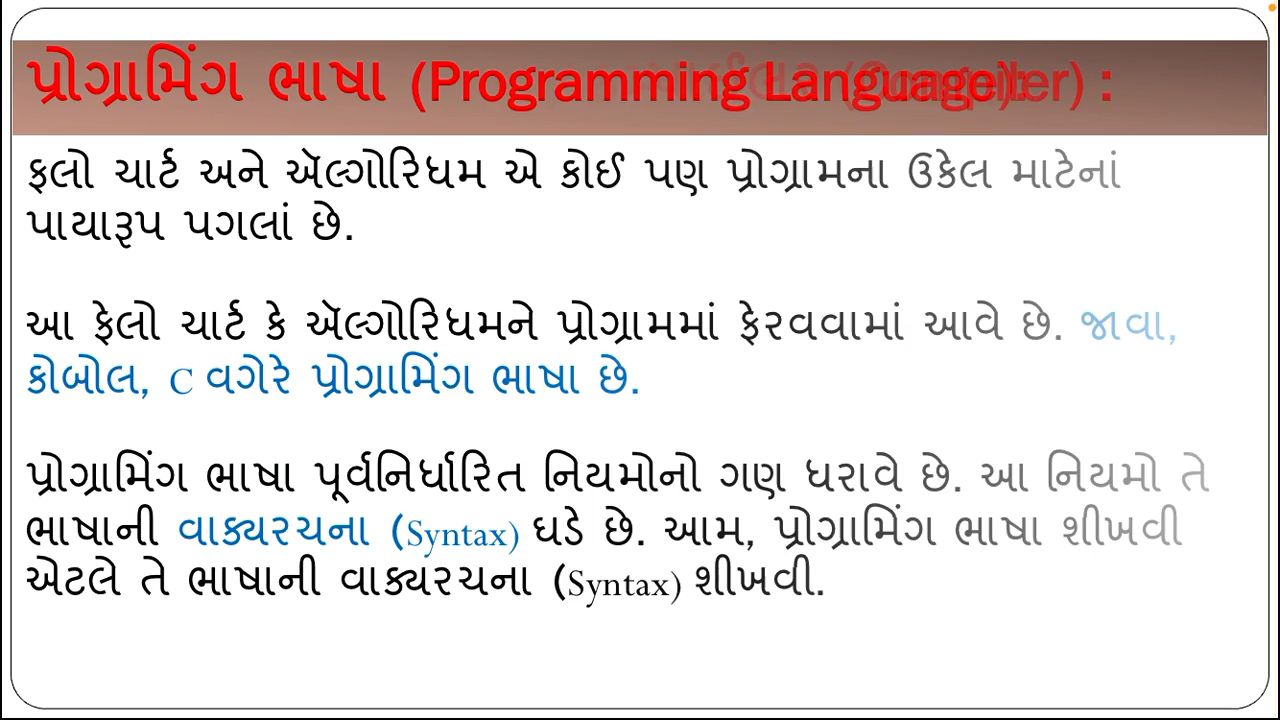 પ્રોગ્રામિંગ ભાષા (Programming Language) :
ફલો ચાર્ટ અને ઍલ્ગોરિધમ એ કોઈ પણ પ્રોગ્રામના ઉકેલ માટેનાં
પાયારૂપ પગલાં છે.
આ ફેલો ચાર્ટ કે ઍલ્ગોરિધમને પ્રોગ્રામમાં ફેરવવામાં આવે છે. જાવા,
કોબોલ, C વગેરે પ્રોગ્રામિંગ ભાષા છે.
પ્રોગ્રામિંગ ભાષા પૂર્વનિર્ધારિત નિયમોનો ગણ ધરાવે છે. આ નિયમો તે
ભાષાની વાક્યરચના (Syntax) ઘડે છે. આમ, પ્રોગ્રામિંગ ભાષા શીખવી
એટલે તે ભાષાની વાક્યરચના (Syntax) શીખવી.